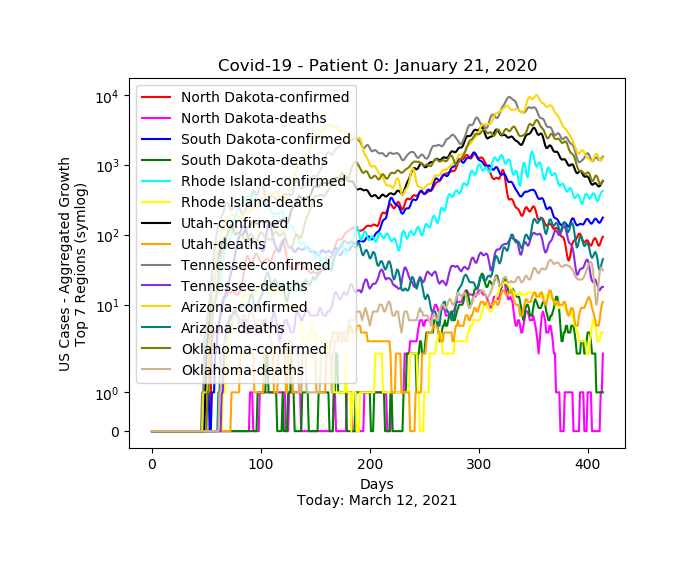 Covid-19 - Patient 0: January 21, 2020
US Cases - Aggregated Growth
Top 7 Regions (symlog)
10^4
10^3
10^2
10^1
10^0
0
North Dakota-confirmed
North Dakota-deaths
South Dakota-confirmed
South Dakota-deaths
Rhode Island-confirmed
Rhode Island-deaths
Utah-confirmed
Utah-deaths
Tennessee-confirmed
Tennessee-deaths
Arizona-confirmed
Arizona-deaths
Oklahoma-confirmed
Oklahoma-deaths
0 100 200 300 400
Days
Today: March 12, 2021